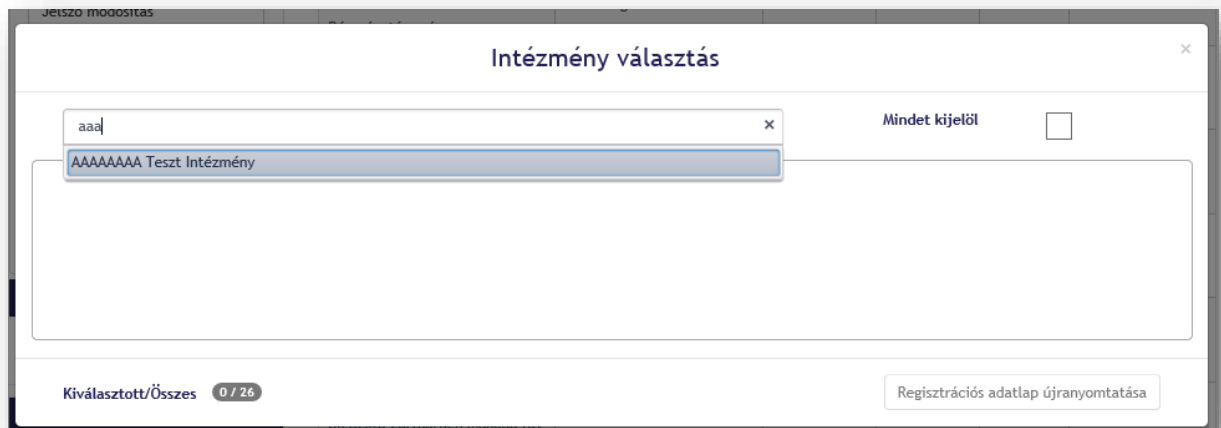 Jelszó módosítás
Intézmény választás
×
aaa
×
Mindet kijelöl
AAAAAAAA Teszt Intézmény
Kiválasztott/Összes 0 / 26
Regisztrációs adatlap újranyomtatása